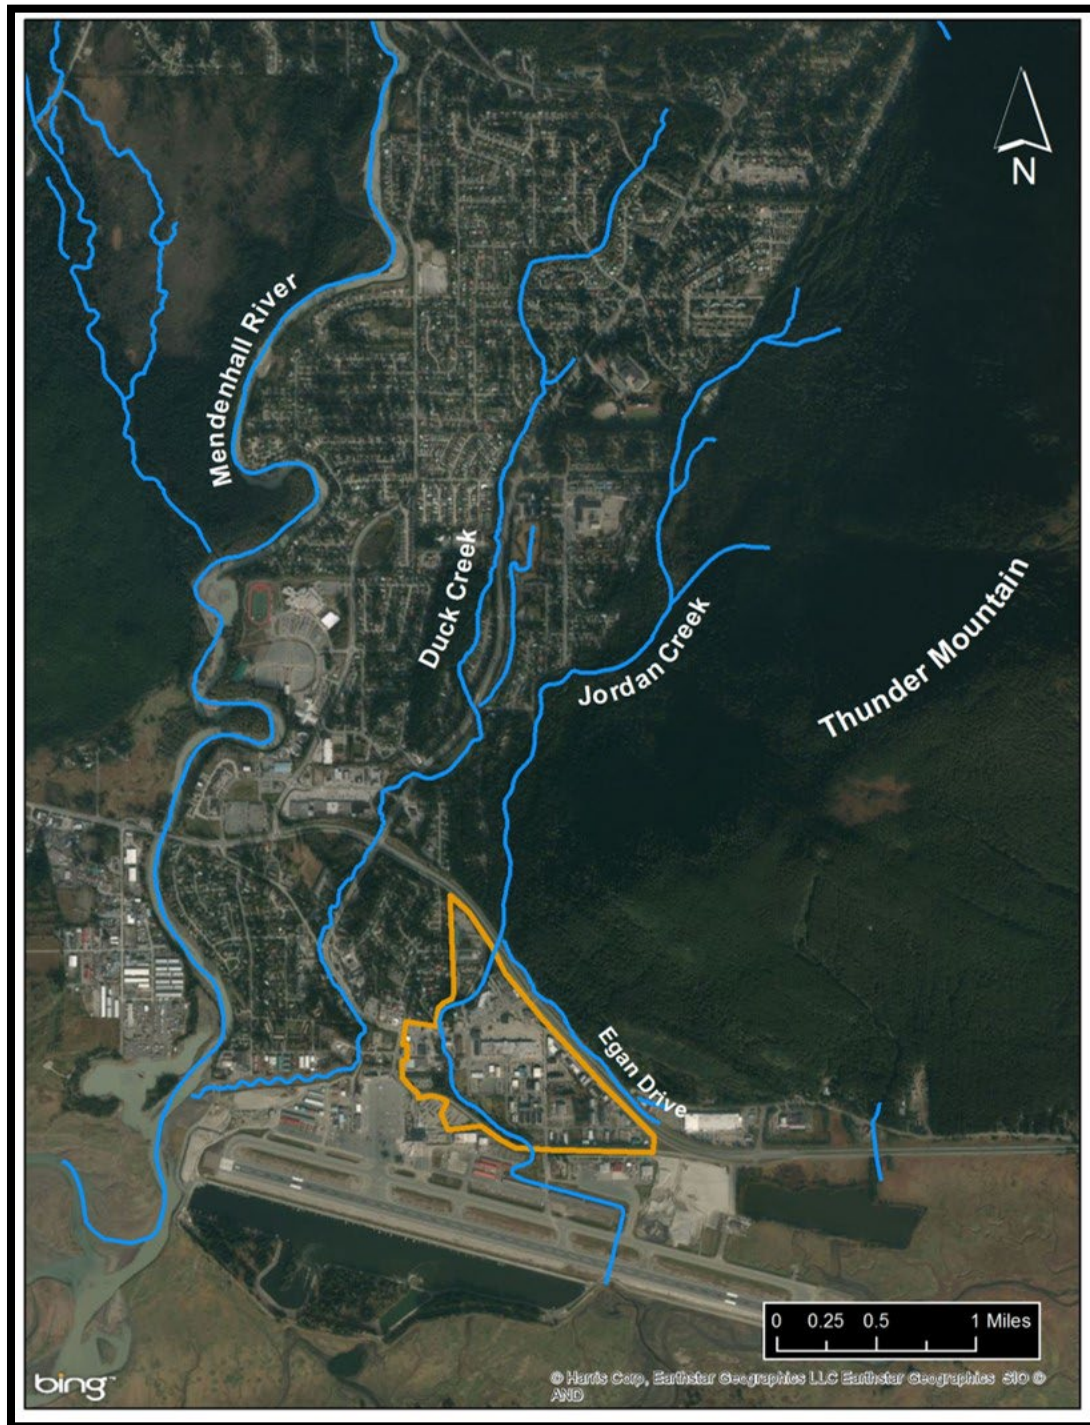 N
Mendenhall River
Duck Creek
Jordan Creek
Thunder Mountain
Egan Drive
0 0.25 0.5 1 Miles
bing™
© Harris Corp, Earthstar Geographics LLC Earthstar Geographics SIO ©
AND